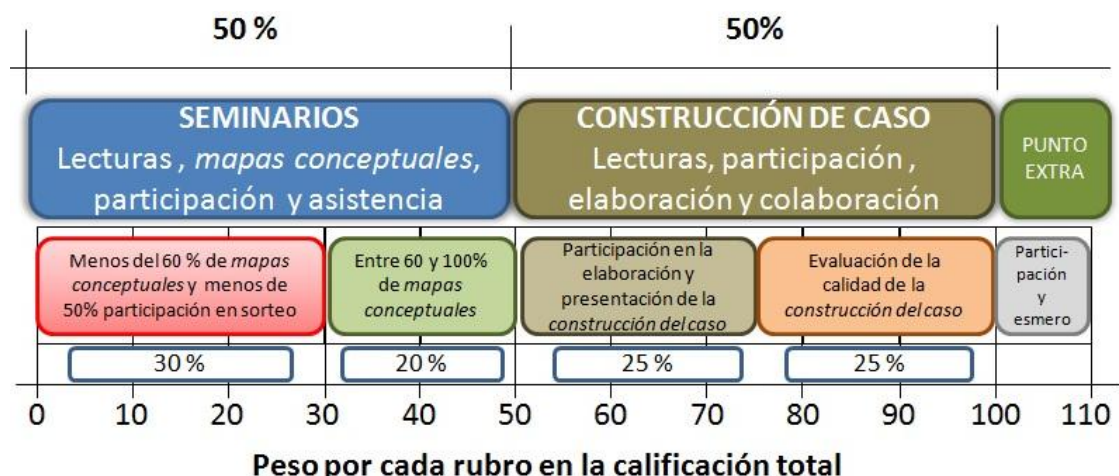 50 %
50%
SEMINARIOS
Lecturas , mapas conceptuales,
participación y asistencia
CONSTRUCCIÓN DE CASO
Lecturas, participación ,
elaboración y colaboración
PUNTO
EXTRA
Menos del 60 % de mapas
conceptuales y menos de
50% participación en sorteo
Entre 60 y 100%
de mapas
conceptuales
Participación en la
elaboración y
presentación de la
construcción del caso
Evaluación de la
calidad de la
construcción del caso
Partici-
pación
y
esmero
30 %
20 %
25 %
25 %
0 10 20 30 40 50 60 70 80 90 100 110
Peso por cada rubro en la calificación total